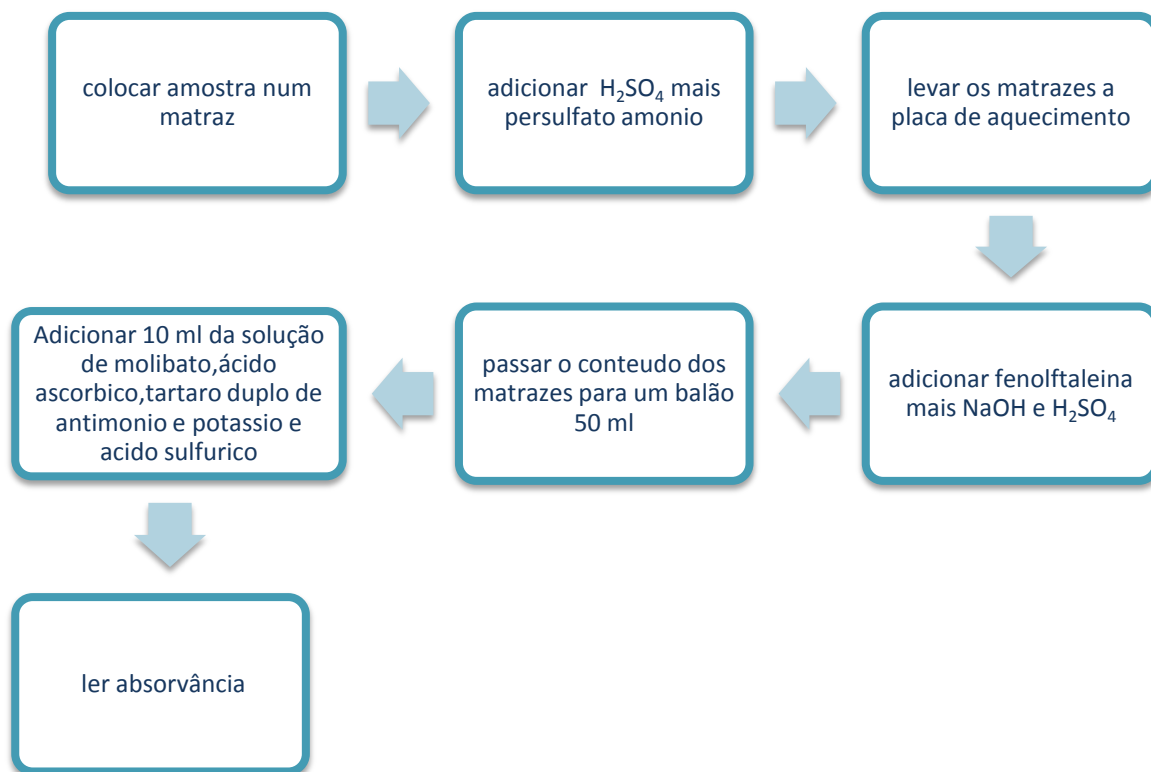 colocar amostra num
matraz
adicionar H₂SO₄ mais
persulfato amonio
levar os matrazes a
placa de aquecimento
adicionar fenolftaleina
mais NaOH e H₂SO₄
passar o conteudo dos
matrazes para um balão
50 ml
Adicionar 10 ml da solução
de molibato,ácido
ascorbico,tartaro duplo de
antimonio e potassio e
acido sulfurico
ler absorvância